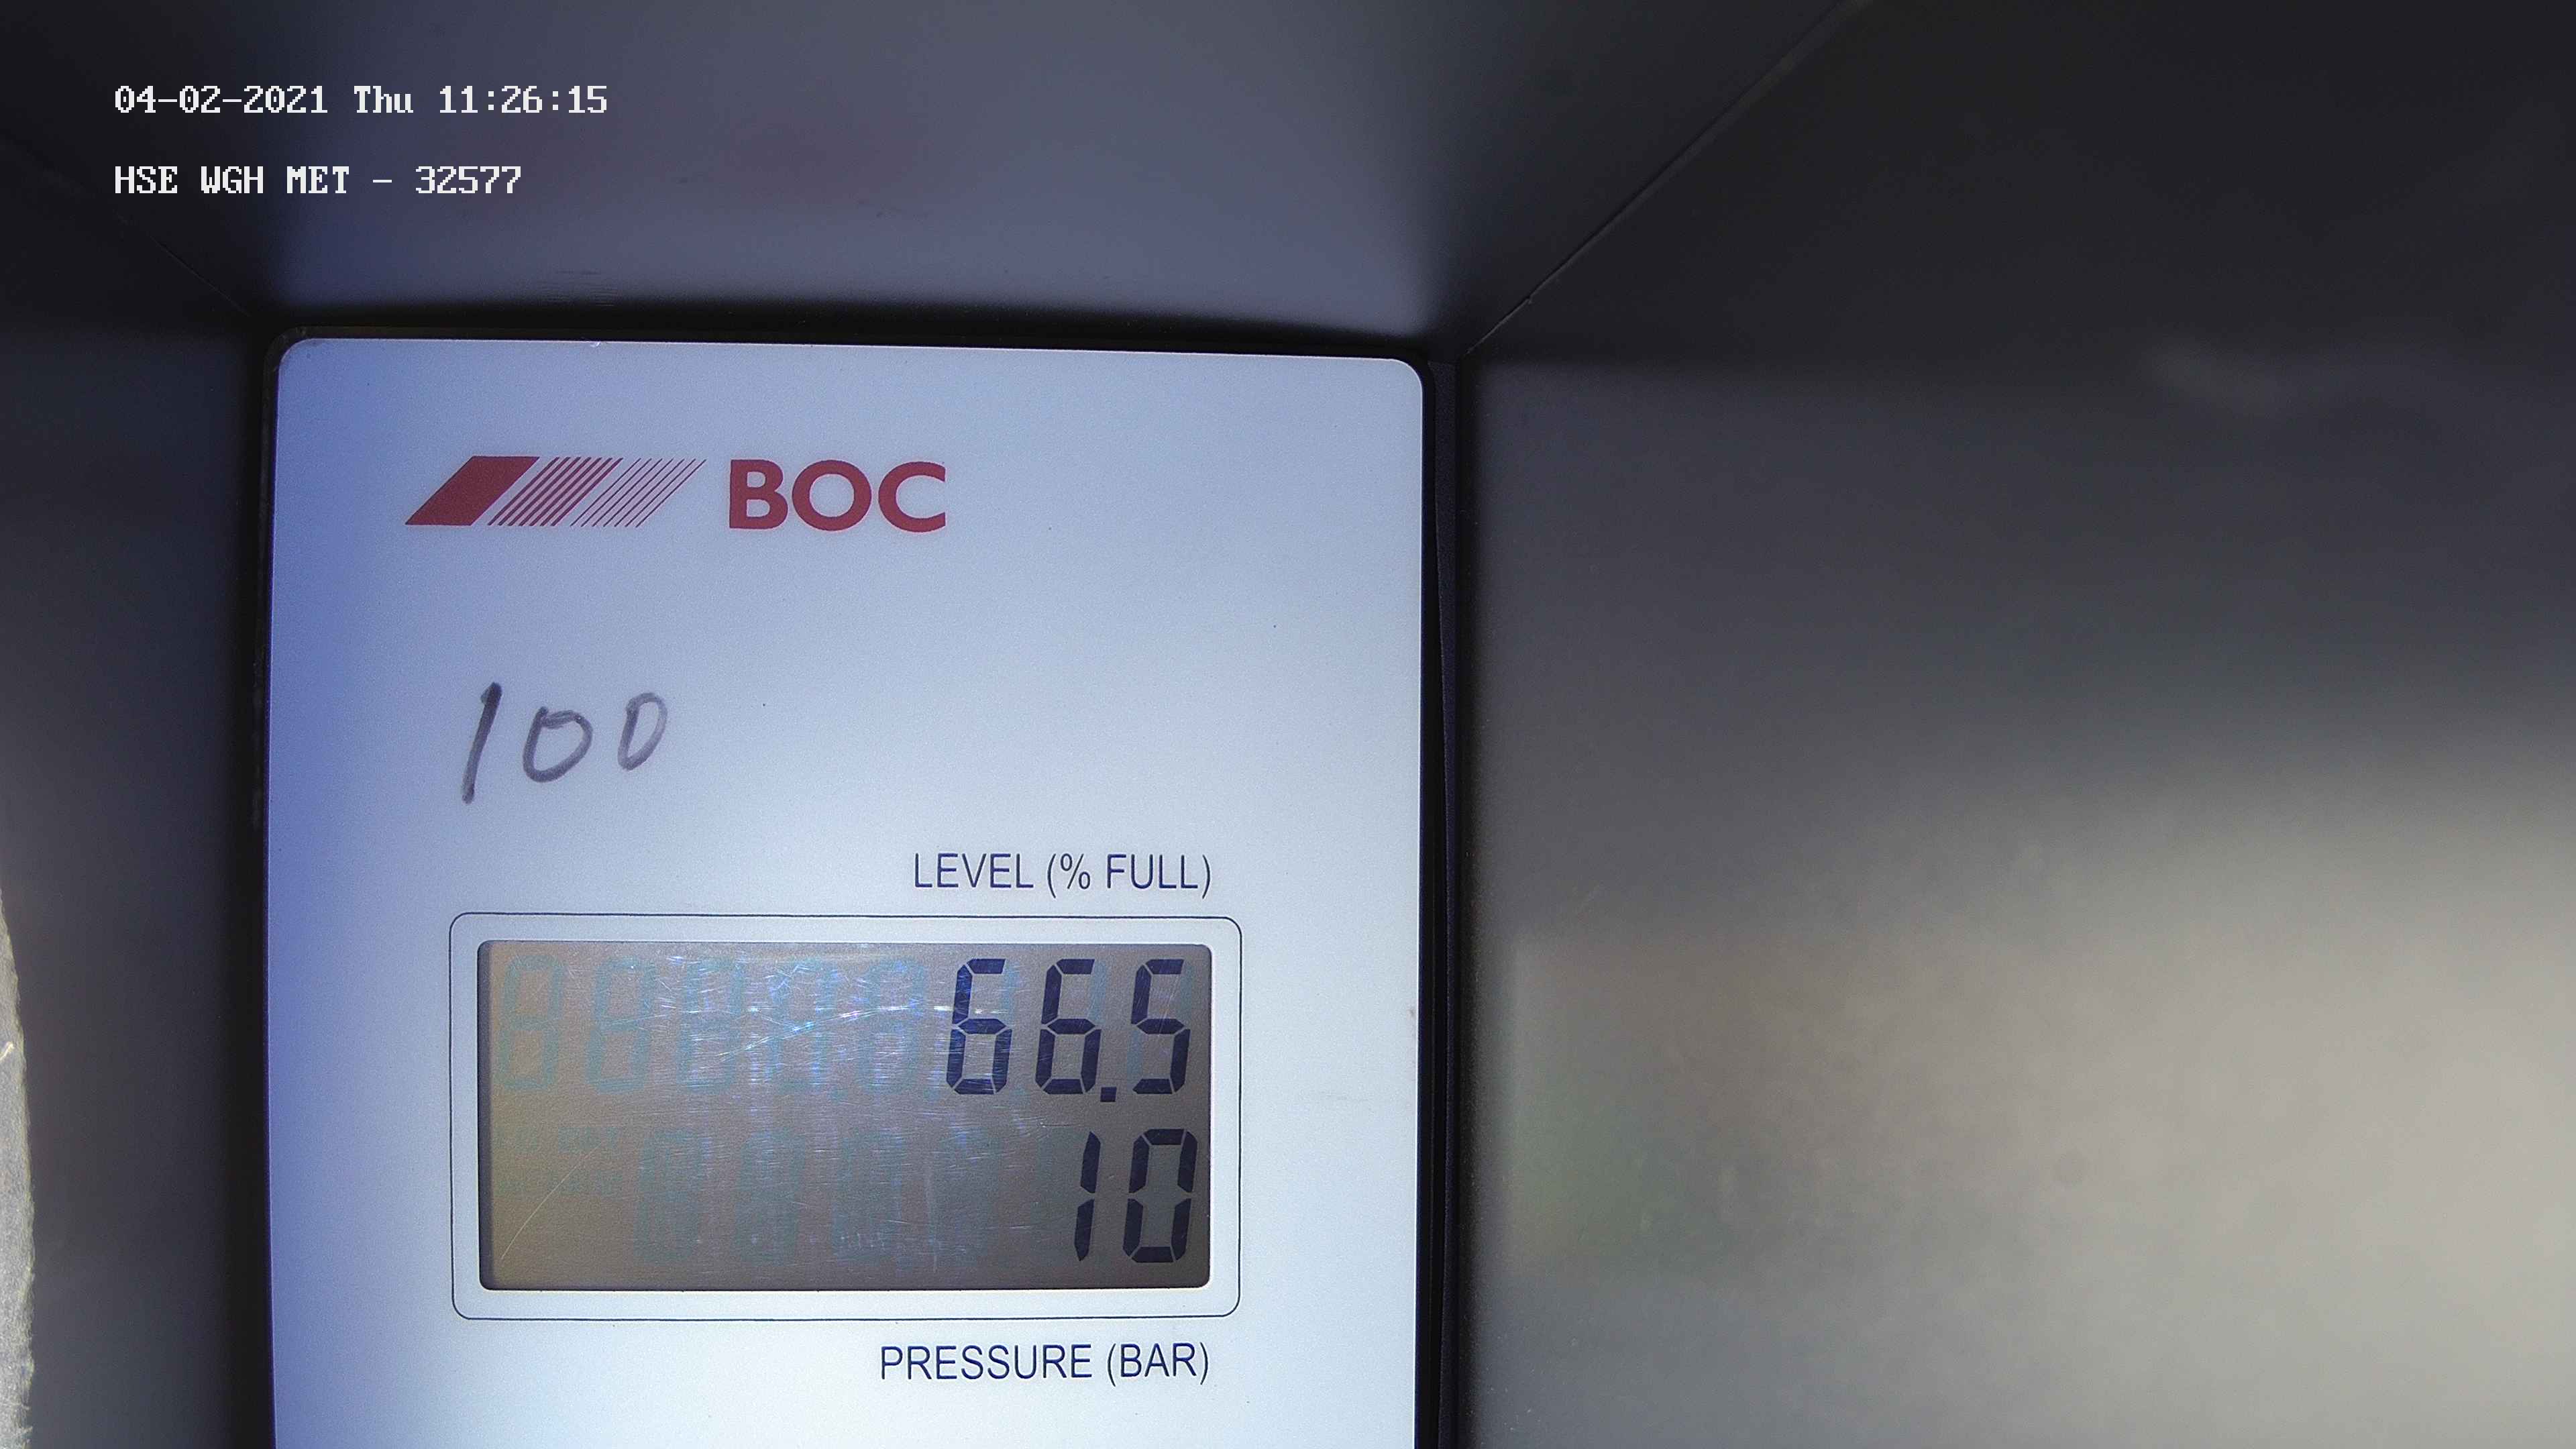 04-02-2021 Thu 11:26:15
HSE WGH MET - 32577
BOC
100
LEVEL (% FULL)
66.5
10
PRESSURE (BAR)